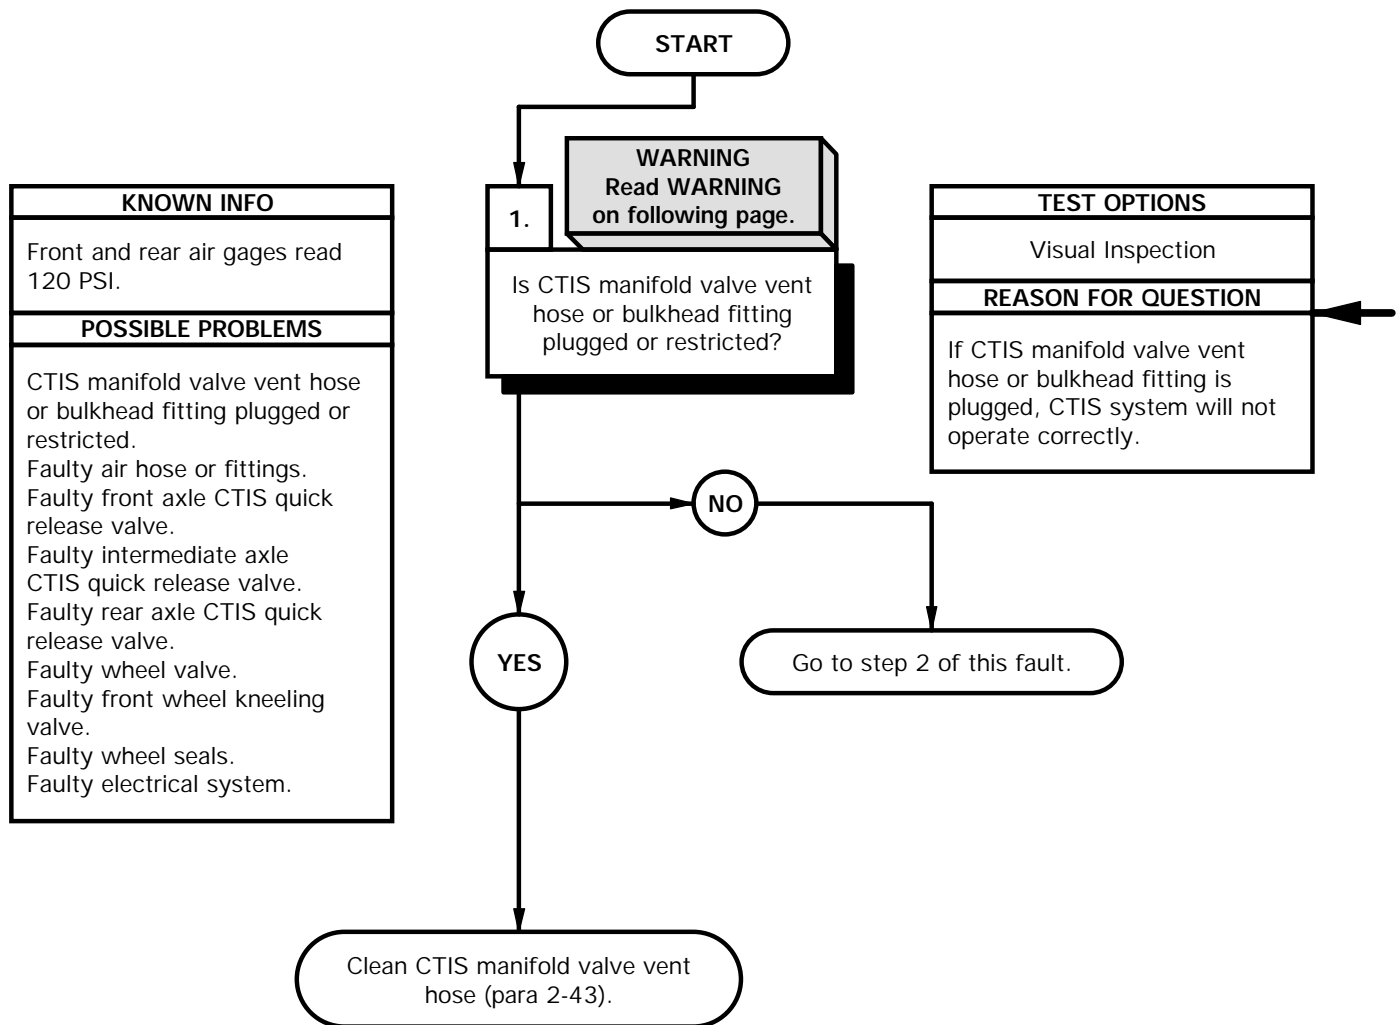 START
KNOWN INFO
Front and rear air gages read
120 PSI.
POSSIBLE PROBLEMS
CTIS manifold valve vent hose
or bulkhead fitting plugged or
restricted.
Faulty air hose or fittings.
Faulty front axle CTIS quick
release valve.
Faulty intermediate axle
CTIS quick release valve.
Faulty rear axle CTIS quick
release valve.
Faulty wheel valve.
Faulty front wheel kneeling
valve.
Faulty wheel seals.
Faulty electrical system.
WARNING
Read WARNING
on following page.
1.
Is CTIS manifold valve vent
hose or bulkhead fitting
plugged or restricted?
TEST OPTIONS
Visual Inspection
REASON FOR QUESTION
If CTIS manifold valve vent
hose or bulkhead fitting is
plugged, CTIS system will not
operate correctly.
NO
YES
Go to step 2 of this fault.
Clean CTIS manifold valve vent
hose (para 2-43).